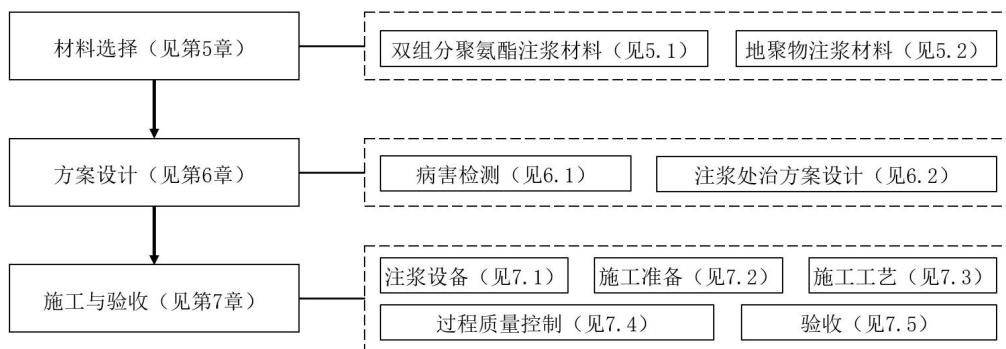 材料选择（见第5章）
双组分聚氨酯注浆材料（见5.1）
地聚物注浆材料（见5.2）
方案设计（见第6章）
病害检测（见6.1）
注浆处治方案设计（见6.2）
施工与验收（见第7章）
注浆设备（见7.1）
施工准备（见7.2）
施工工艺（见7.3）
过程质量控制（见7.4）
验收（见7.5）